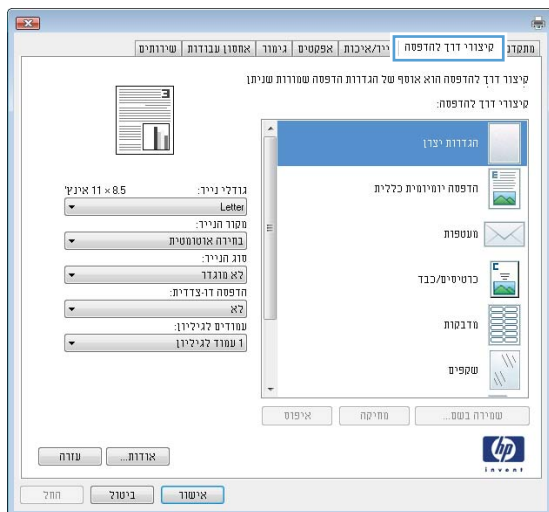 מתקדם קיצורי דרך להדפסה נייר/איכות אפקטים גימור אחסון עבודות שירותים
קיצור דרך להדפסה הוא אוסף של הגדרות הדפסה שמורות שניתן
קיצורי דרך להדפסה:
הגדרות יצרן
הדפסה יומיומית כללית
מעטפות
כרטיסים/כבד
מדבקות
שקפים
שמירה בשם... מחיקה איפוס
גודלי נייר: 8.5 × 11 אינץ'
Letter
מקור הנייר:
בחירה אוטומטית
סוג הנייר:
לא מוגדר
הדפסה דו-צדדית:
לא
עמודים לגיליון:
1 עמוד לגיליון
hp
invent
אודות... עזרה
אישור ביטול החל